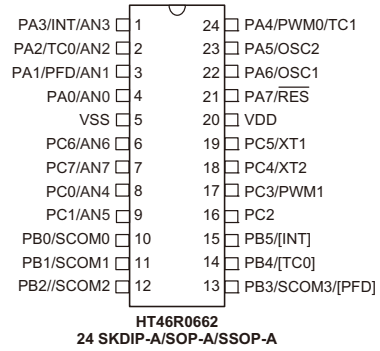 PA3/INT/AN3 1 24 PA4/PWM0/TC1
PA2/TC0/AN2 2 23 PA5/OSC2
PA1/PFD/AN1 3 22 PA6/OSC1
PA0/AN0 4 21 PA7/RES
VSS 5 20 VDD
PC6/AN6 6 19 PC5/XT1
PC7/AN7 7 18 PC4/XT2
PC0/AN4 8 17 PC3/PWM1
PC1/AN5 9 16 PC2
PB0/SCOM0 10 15 PB5/[INT]
PB1/SCOM1 11 14 PB4/[TC0]
PB2//SCOM2 12 13 PB3/SCOM3/[PFD]
HT46R0662
24 SKDIP-A/SOP-A/SSOP-A